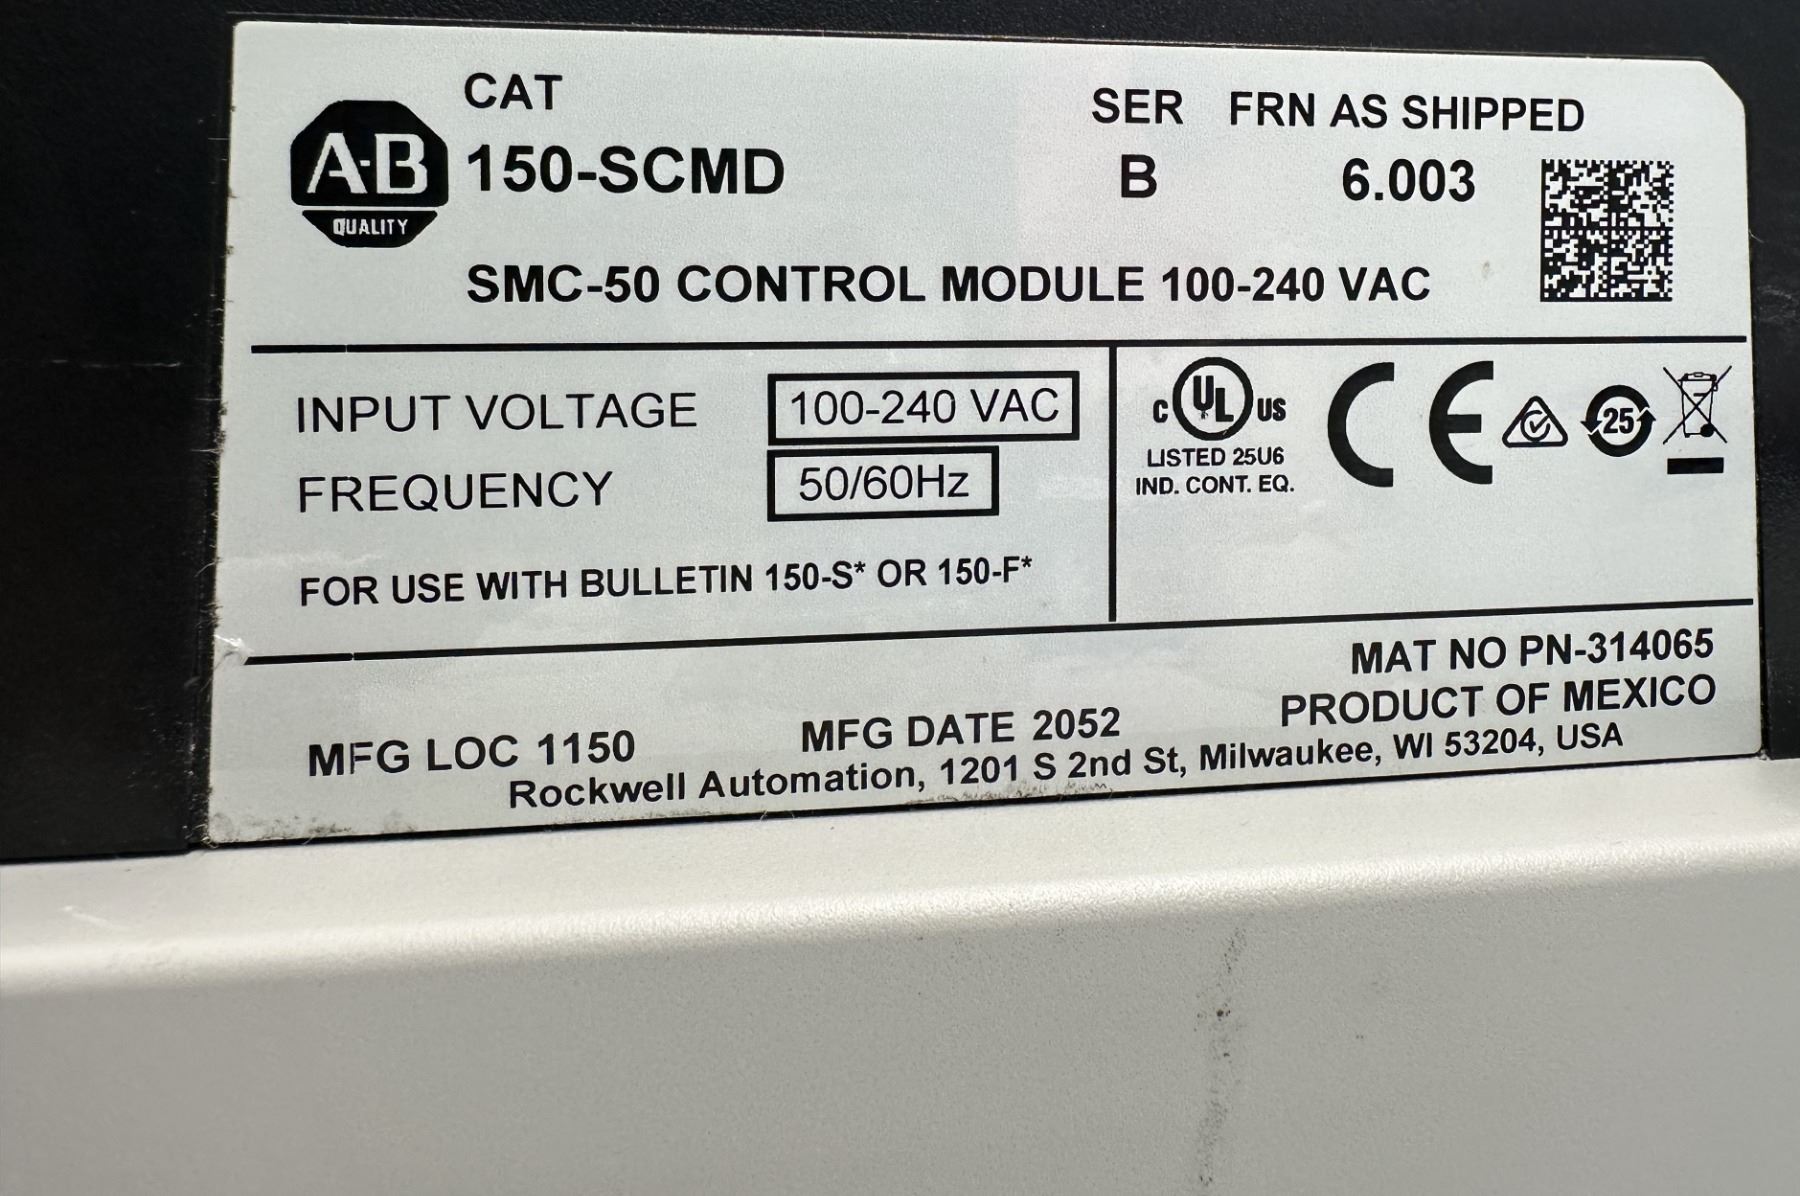 CAT
SER FRN AS SHIPPED
A-B
QUALITY
150-SCMD
B 6.003
SMC-50 CONTROL MODULE 100-240 VAC
INPUT VOLTAGE 100-240 VAC
FREQUENCY 50/60Hz
FOR USE WITH BULLETIN 150-S* OR 150-F*
C UL US
LISTED 25U6
IND. CONT. EQ.
CE
25
MAT NO PN-314065
PRODUCT OF MEXICO
MFG LOC 1150 MFG DATE 2052
Rockwell Automation, 1201 S 2nd St, Milwaukee, WI 53204, USA